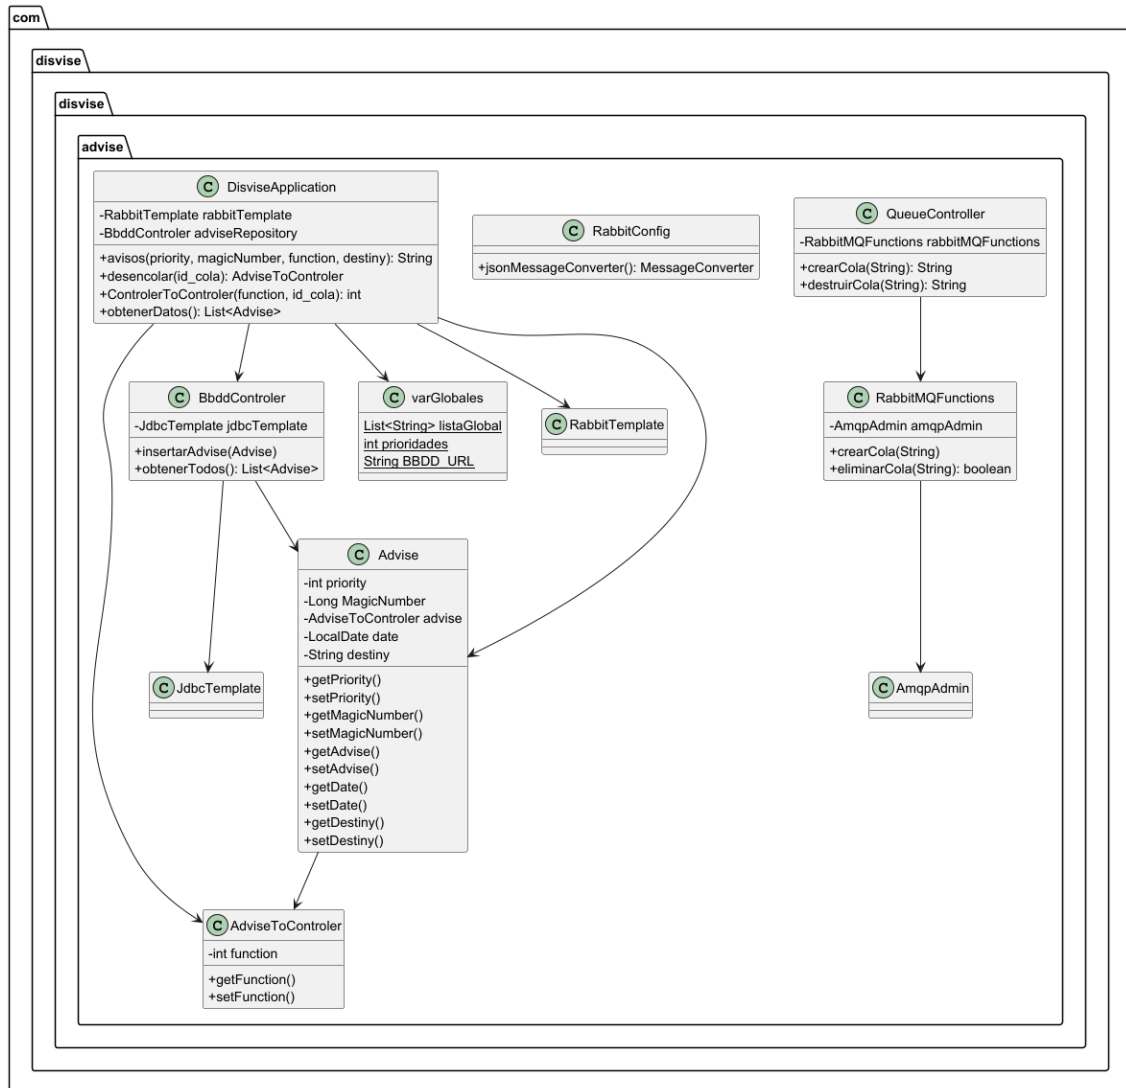 com
disvise
disvise
advise
C DisviseApplication
-RabbitTemplate rabbitTemplate
-BbddControler adviseRepository
+avisos(priority, magicNumber, function, destiny): String
+desencolar(id_cola): AdviseToControler
+ControlerToControler(function, id_cola): int
+obtenerDatos(): List<Advise>
C RabbitConfig
+jsonMessageConverter(): MessageConverter
C QueueController
-RabbitMQFunctions rabbitMQFunctions
+crearCola(String): String
+destruirCola(String): String
C BbddControler
-JdbcTemplate jdbcTemplate
+insertarAdvise(Advise)
+obtenerTodos(): List<Advise>
C varGlobales
List<String> listaGlobal
int prioridades
String BBDD_URL
C RabbitTemplate
C RabbitMQFunctions
-AmqpAdmin amqpAdmin
+crearCola(String)
+eliminarCola(String): boolean
C Advise
-int priority
-Long MagicNumber
-AdviseToControler advise
-LocalDate date
-String destiny
+getPriority()
+setPriority()
+getMagicNumber()
+setMagicNumber()
+getAdvise()
+setAdvise()
+getDate()
+setDate()
+getDestiny()
+setDestiny()
C JdbcTemplate
C AmqpAdmin
C AdviseToControler
-int function
+getFunction()
+setFunction()